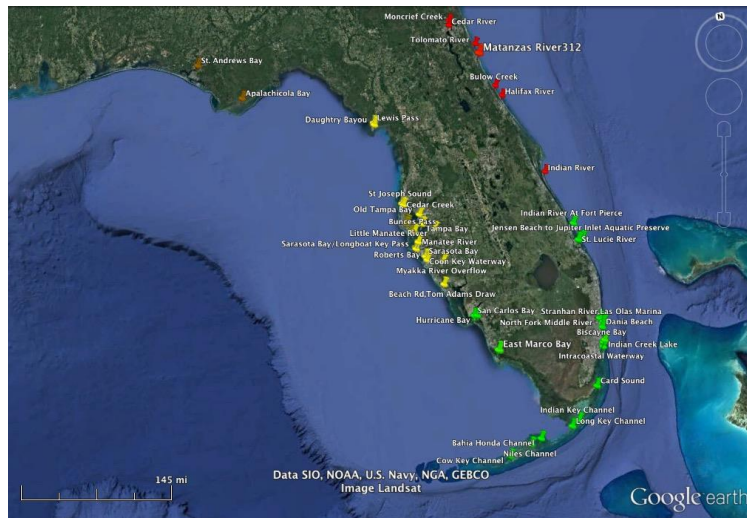 N
Moncrief Creek
Cedar River
Tolomato River
Matanzas River312
St. Andrews Bay
Bulow Creek
Apalachicola Bay
Halifax River
Daughtry Bayou
Lewis Pass
Indian River
St Joseph Sound
Cedar Creek
Old Tampa Bay
Indian River At Fort Pierce
Bunces Pass
Tampa Bay
Jensen Beach to Jupiter Inlet Aquatic Preserve
Little Manatee River
St. Lucie River
Manatee River
Sarasota Bay/Longboat Key Pass
Sarasota Bay
Roberts Bay
Coon Key Waterway
Myakka River Overflow
Beach Rd,Tom Adams Draw
San Carlos Bay
Stranhan River
Las Olas Marina
Hurricane Bay
North Fork Middle River
Dania Beach
Biscayne Bay
East Marco Bay
Indian Creek Lake
Intracoastal Waterway
Card Sound
Indian Key Channel
Long Key Channel
Bahia Honda Channel
Niles Channel
Cow Key Channel
145 mi
Data SIO, NOAA, U.S. Navy, NGA, GEBCO
Image Landsat
Google earth